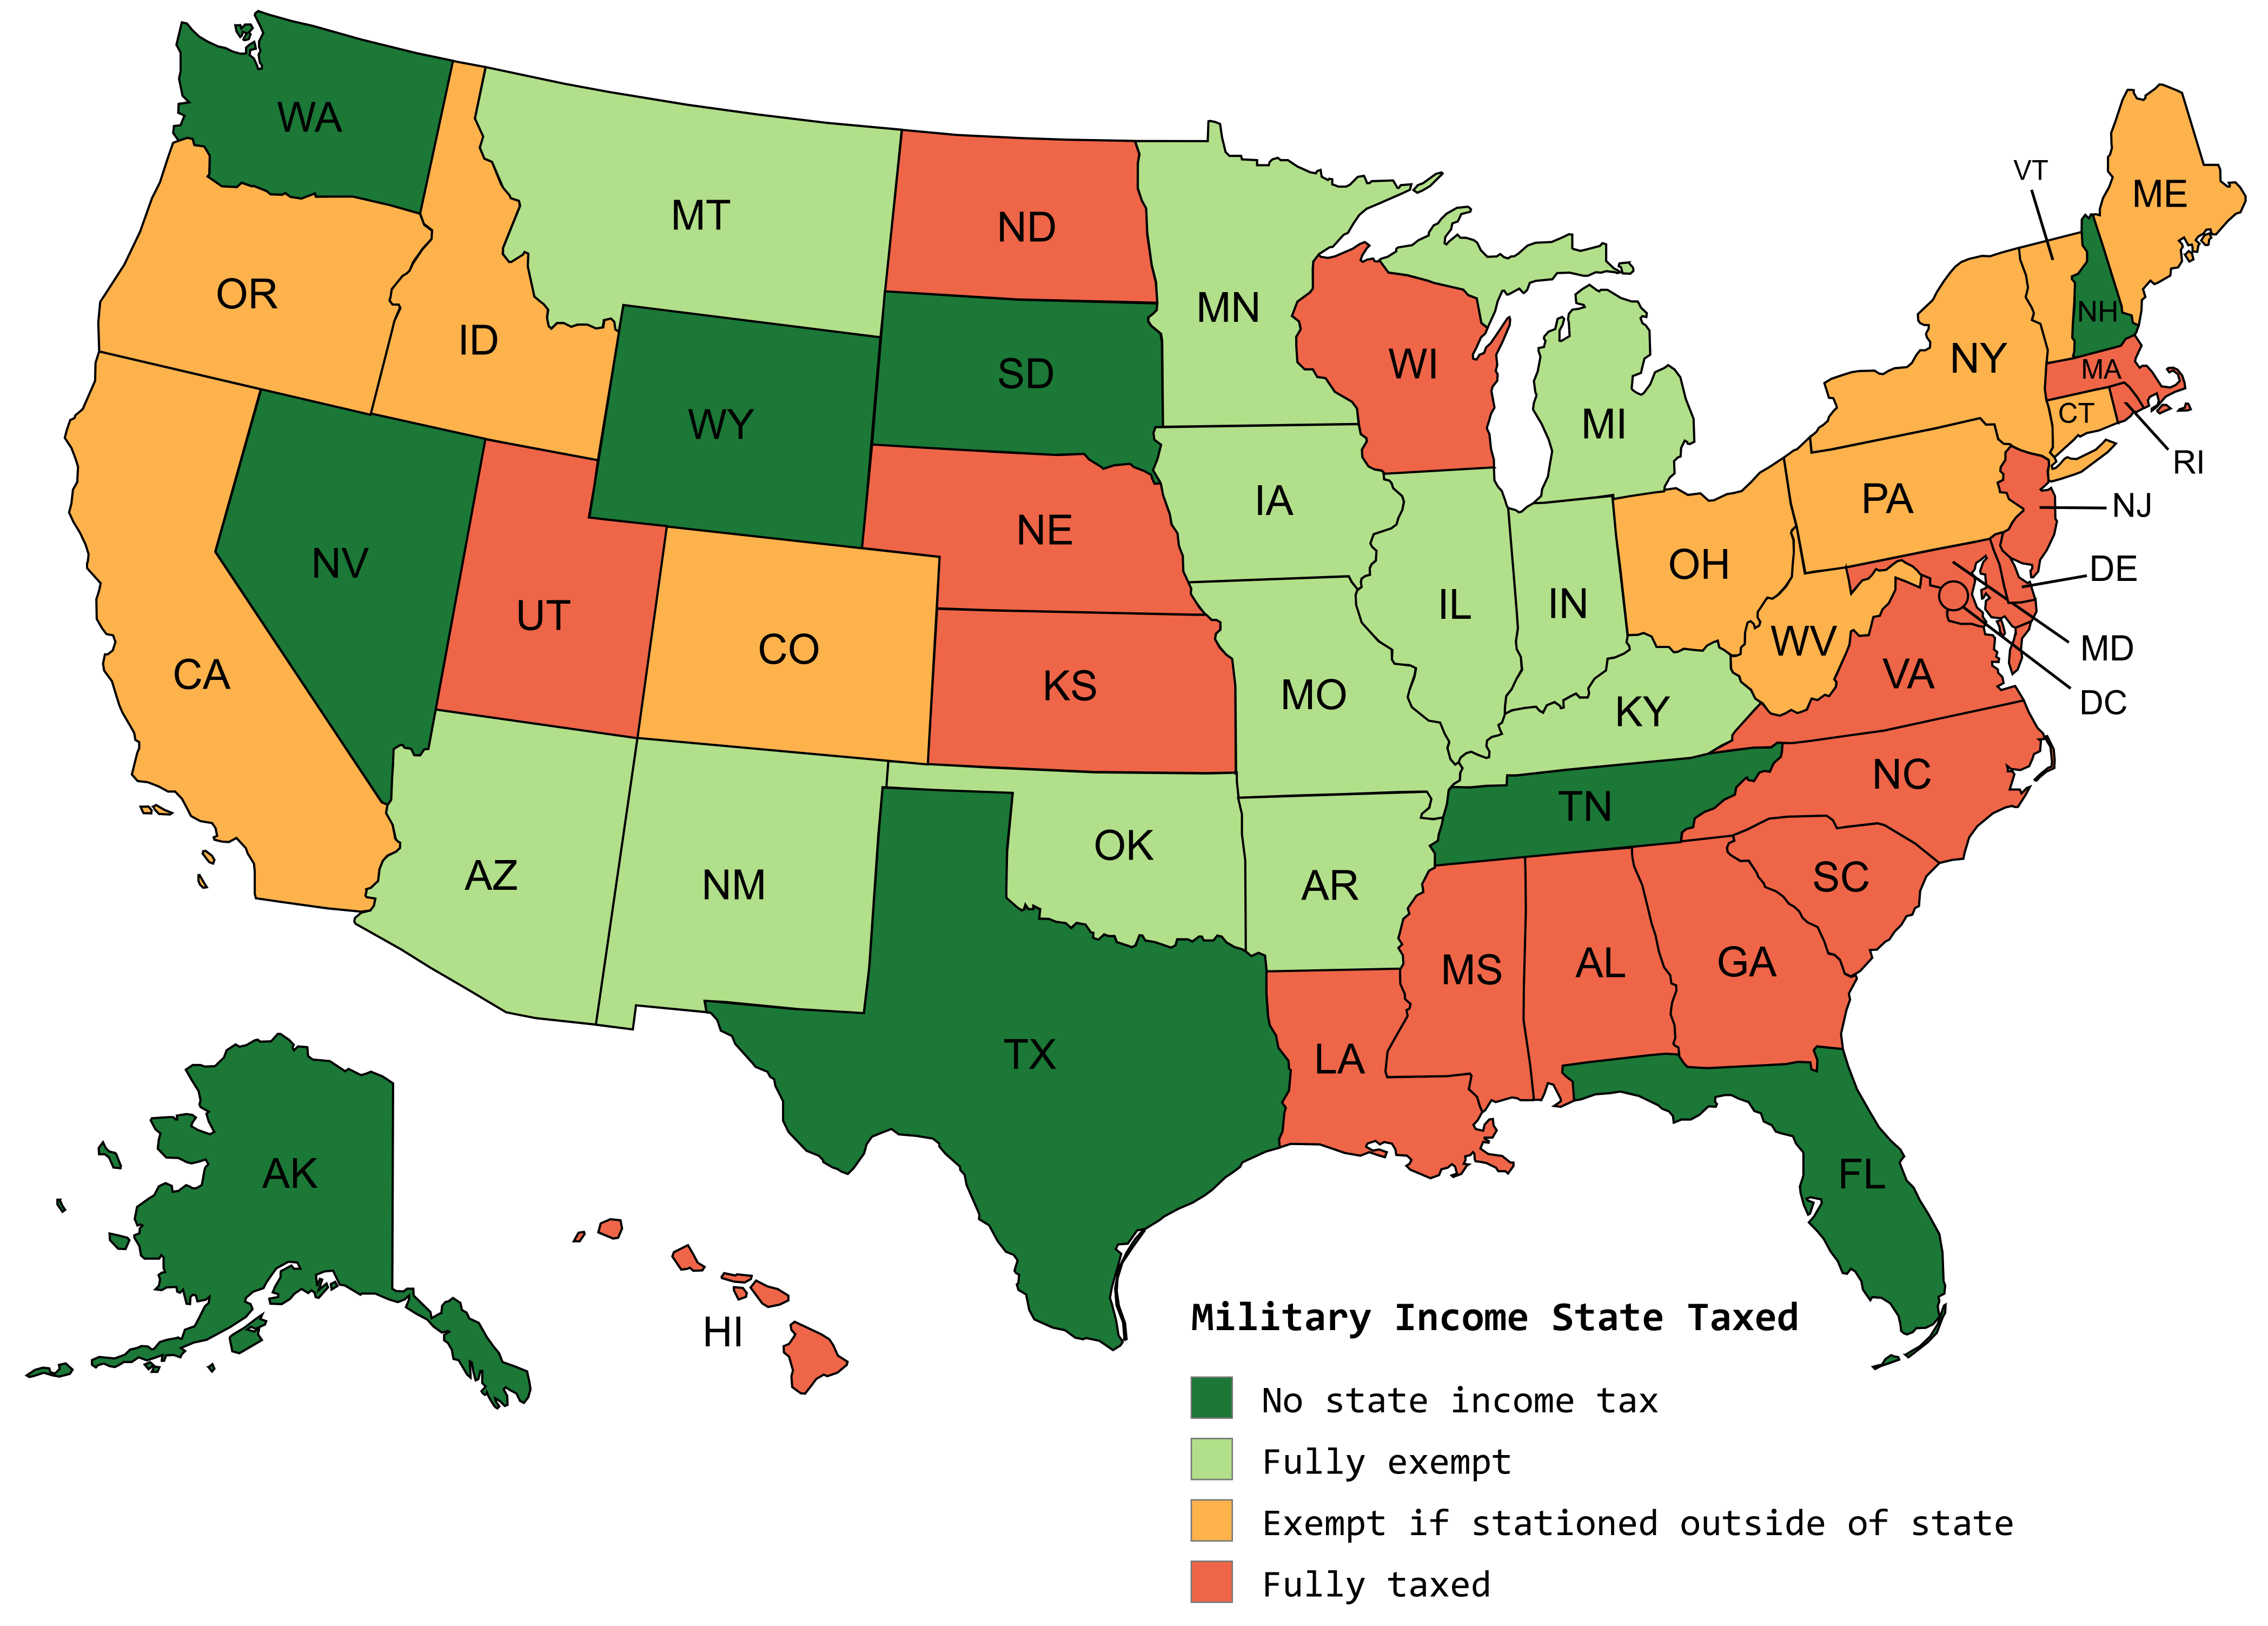 WA
MT
ND
VT
ME
OR
ID
MN
NH
SD
WI
NY
MA
WY
MI
CT
RI
IA
PA
NJ
NE
NV
OH
DE
UT
IL
IN
CO
WV
MD
CA
KS
MO
VA
DC
KY
NC
TN
OK
AZ
NM
AR
SC
MS
AL
GA
TX
LA
AK
FL
HI
Military Income State Taxed
No state income tax
Fully exempt
Exempt if stationed outside of state
Fully taxed